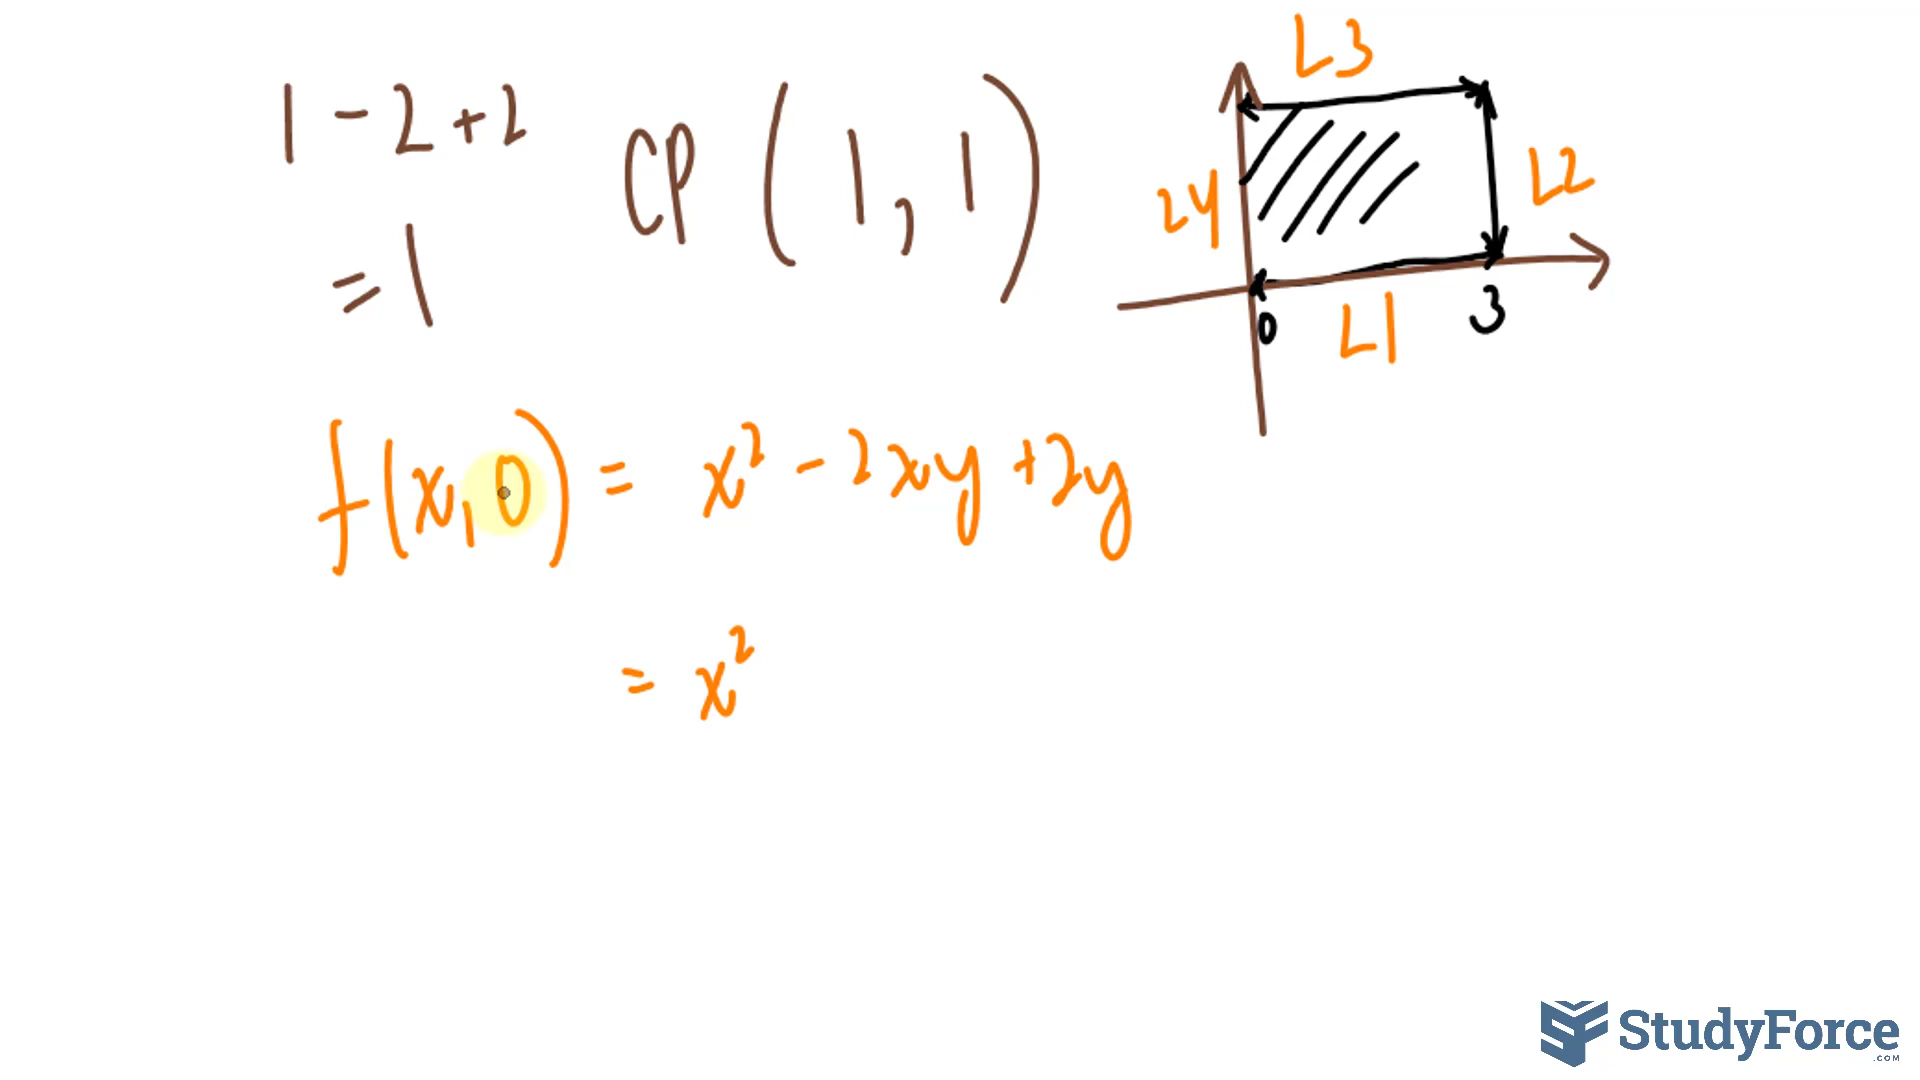 1 - 2 + 2
= 1
CP (1, 1)
L3
L4
L2
0
L1
3
f(x, 0) = x² - 2xy + 2y
= x²
StudyForce
.COM